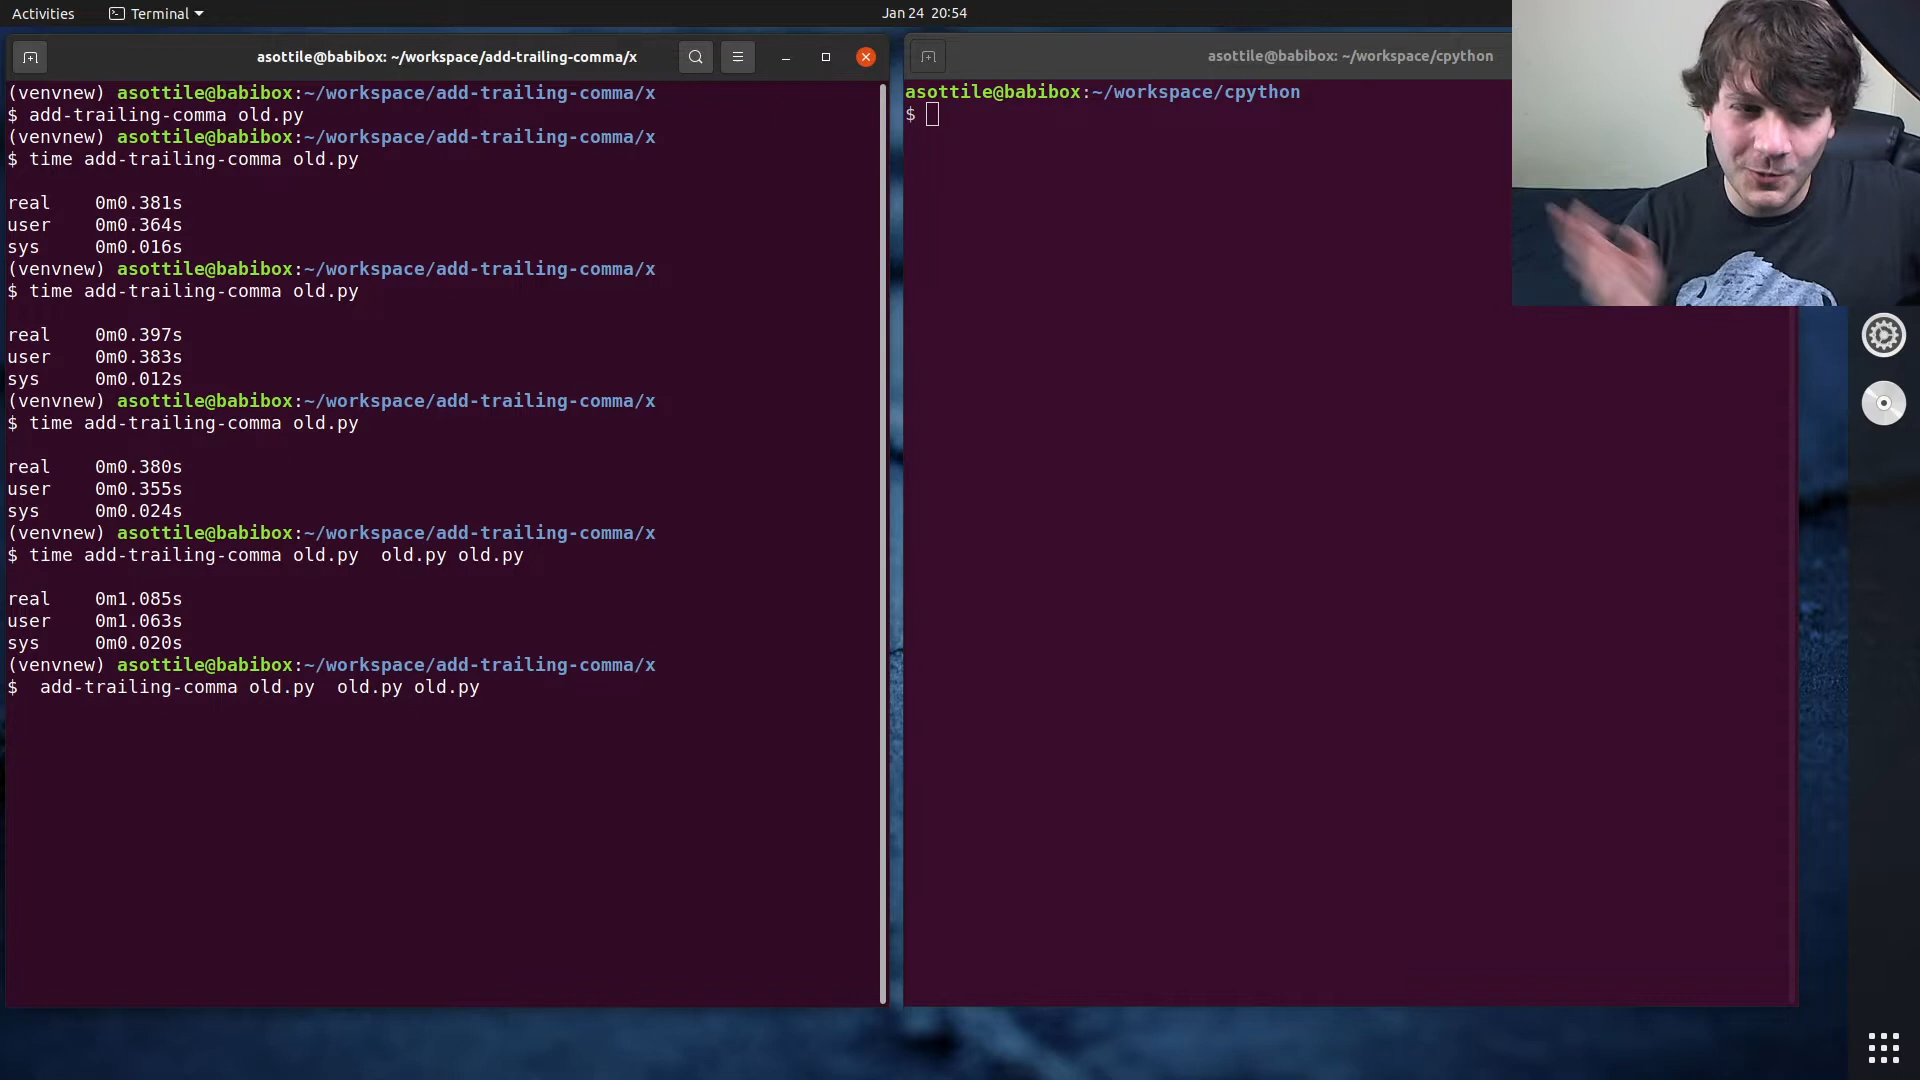 Activities
Terminal
Jan 24 20:54
asottile@babibox: ~/workspace/add-trailing-comma/x
(venvnew) asottile@babibox:~/workspace/add-trailing-comma/x
$ add-trailing-comma old.py
(venvnew) asottile@babibox:~/workspace/add-trailing-comma/x
$ time add-trailing-comma old.py
real 0m0.381s
user 0m0.364s
sys 0m0.016s
(venvnew) asottile@babibox:~/workspace/add-trailing-comma/x
$ time add-trailing-comma old.py
real 0m0.397s
user 0m0.383s
sys 0m0.012s
(venvnew) asottile@babibox:~/workspace/add-trailing-comma/x
$ time add-trailing-comma old.py
real 0m0.380s
user 0m0.355s
sys 0m0.024s
(venvnew) asottile@babibox:~/workspace/add-trailing-comma/x
$ time add-trailing-comma old.py  old.py old.py
real 0m1.085s
user 0m1.063s
sys 0m0.020s
(venvnew) asottile@babibox:~/workspace/add-trailing-comma/x
$  add-trailing-comma old.py  old.py old.py
asottile@babibox: ~/workspace/cpython
asottile@babibox:~/workspace/cpython
$